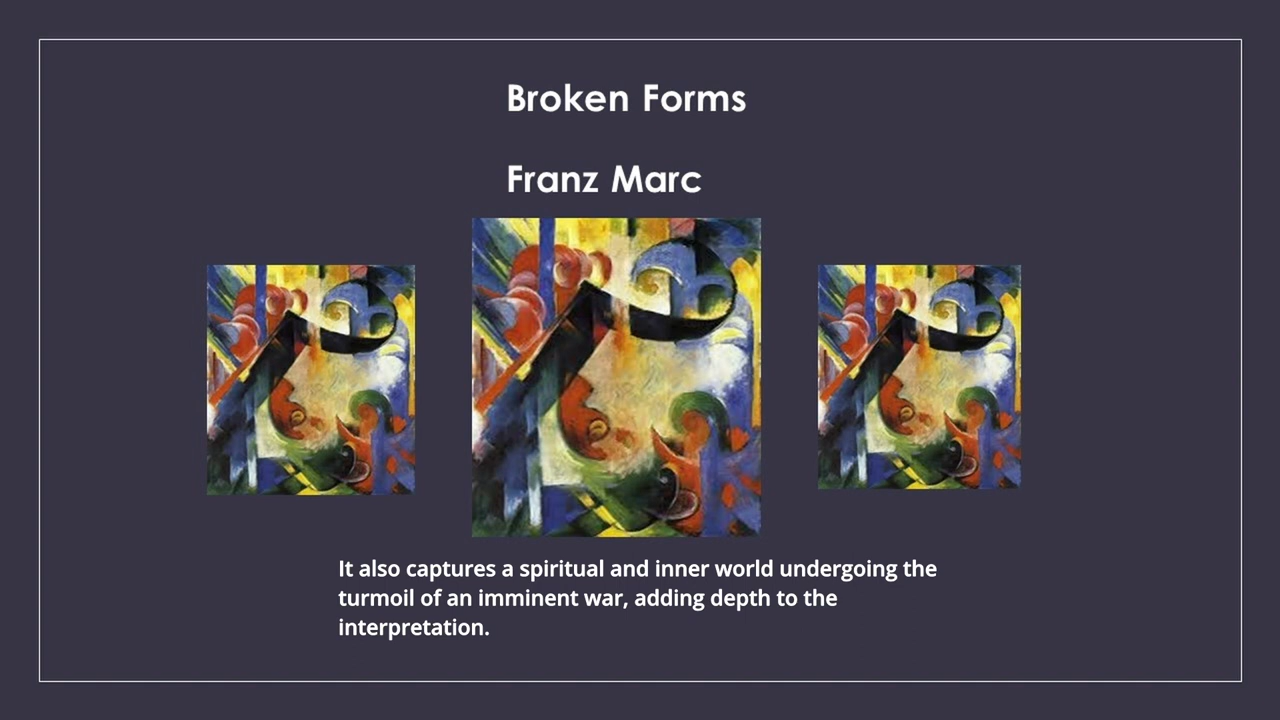 Broken Forms
Franz Marc
It also captures a spiritual and inner world undergoing the
turmoil of an imminent war, adding depth to the
interpretation.